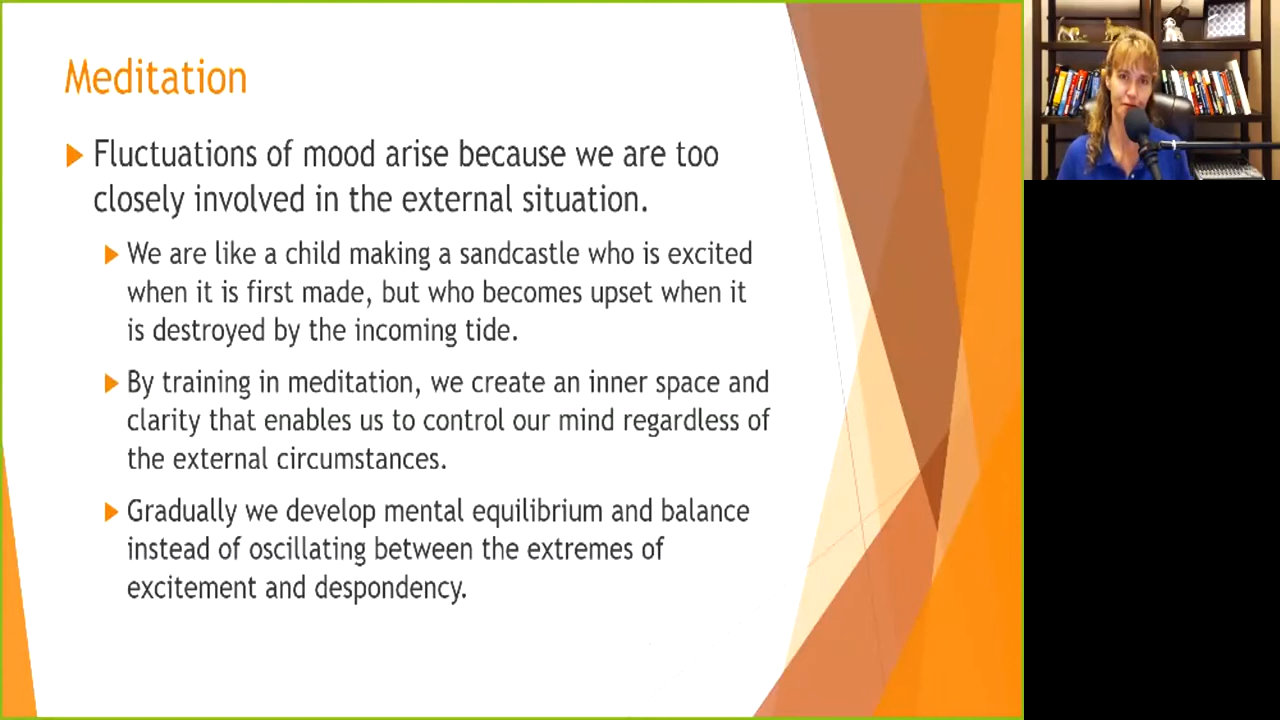 Meditation
Fluctuations of mood arise because we are too
closely involved in the external situation.
We are like a child making a sandcastle who is excited
when it is first made, but who becomes upset when it
is destroyed by the incoming tide.
By training in meditation, we create an inner space and
clarity that enables us to control our mind regardless of
the external circumstances.
Gradually we develop mental equilibrium and balance
instead of oscillating between the extremes of
excitement and despondency.